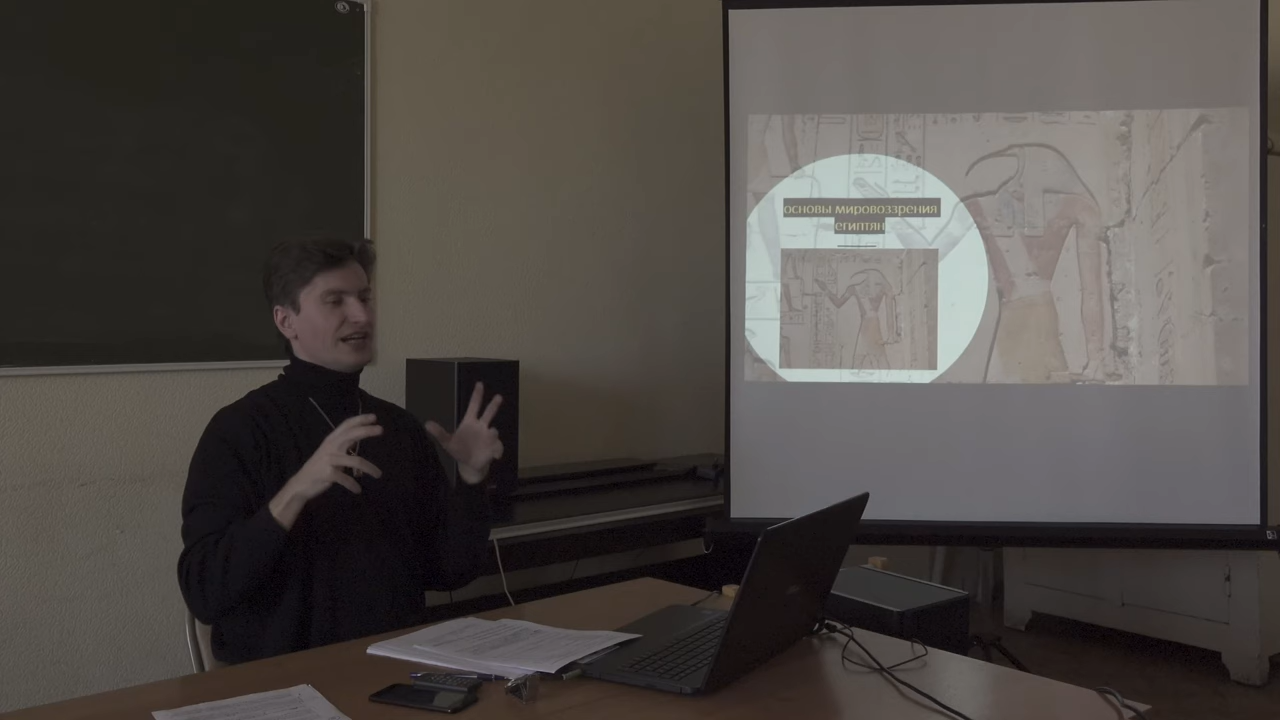 основы мировоззрения
египтян